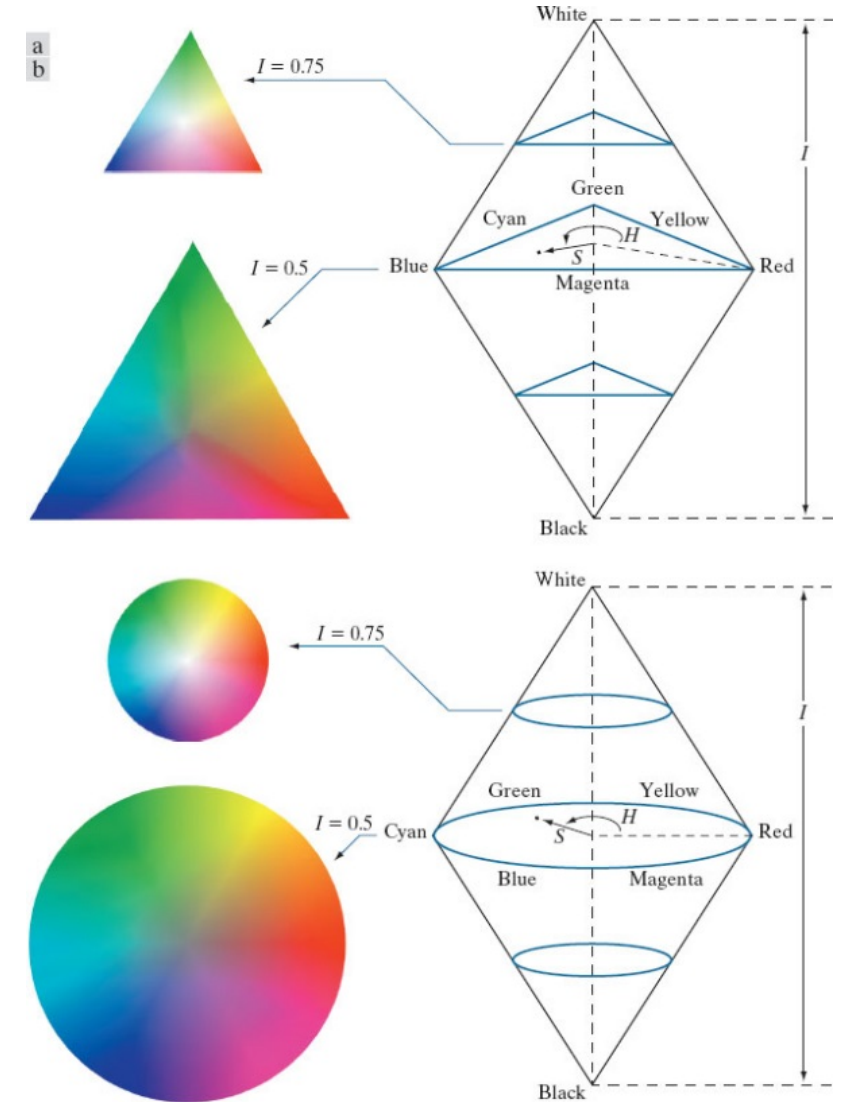 a
b
White
I = 0.75
I
Green
Cyan
Yellow
H
S
I = 0.5
Blue
Red
Magenta
Black
White
I = 0.75
I
Green
Yellow
H
S
I = 0.5
Cyan
Red
Blue
Magenta
Black